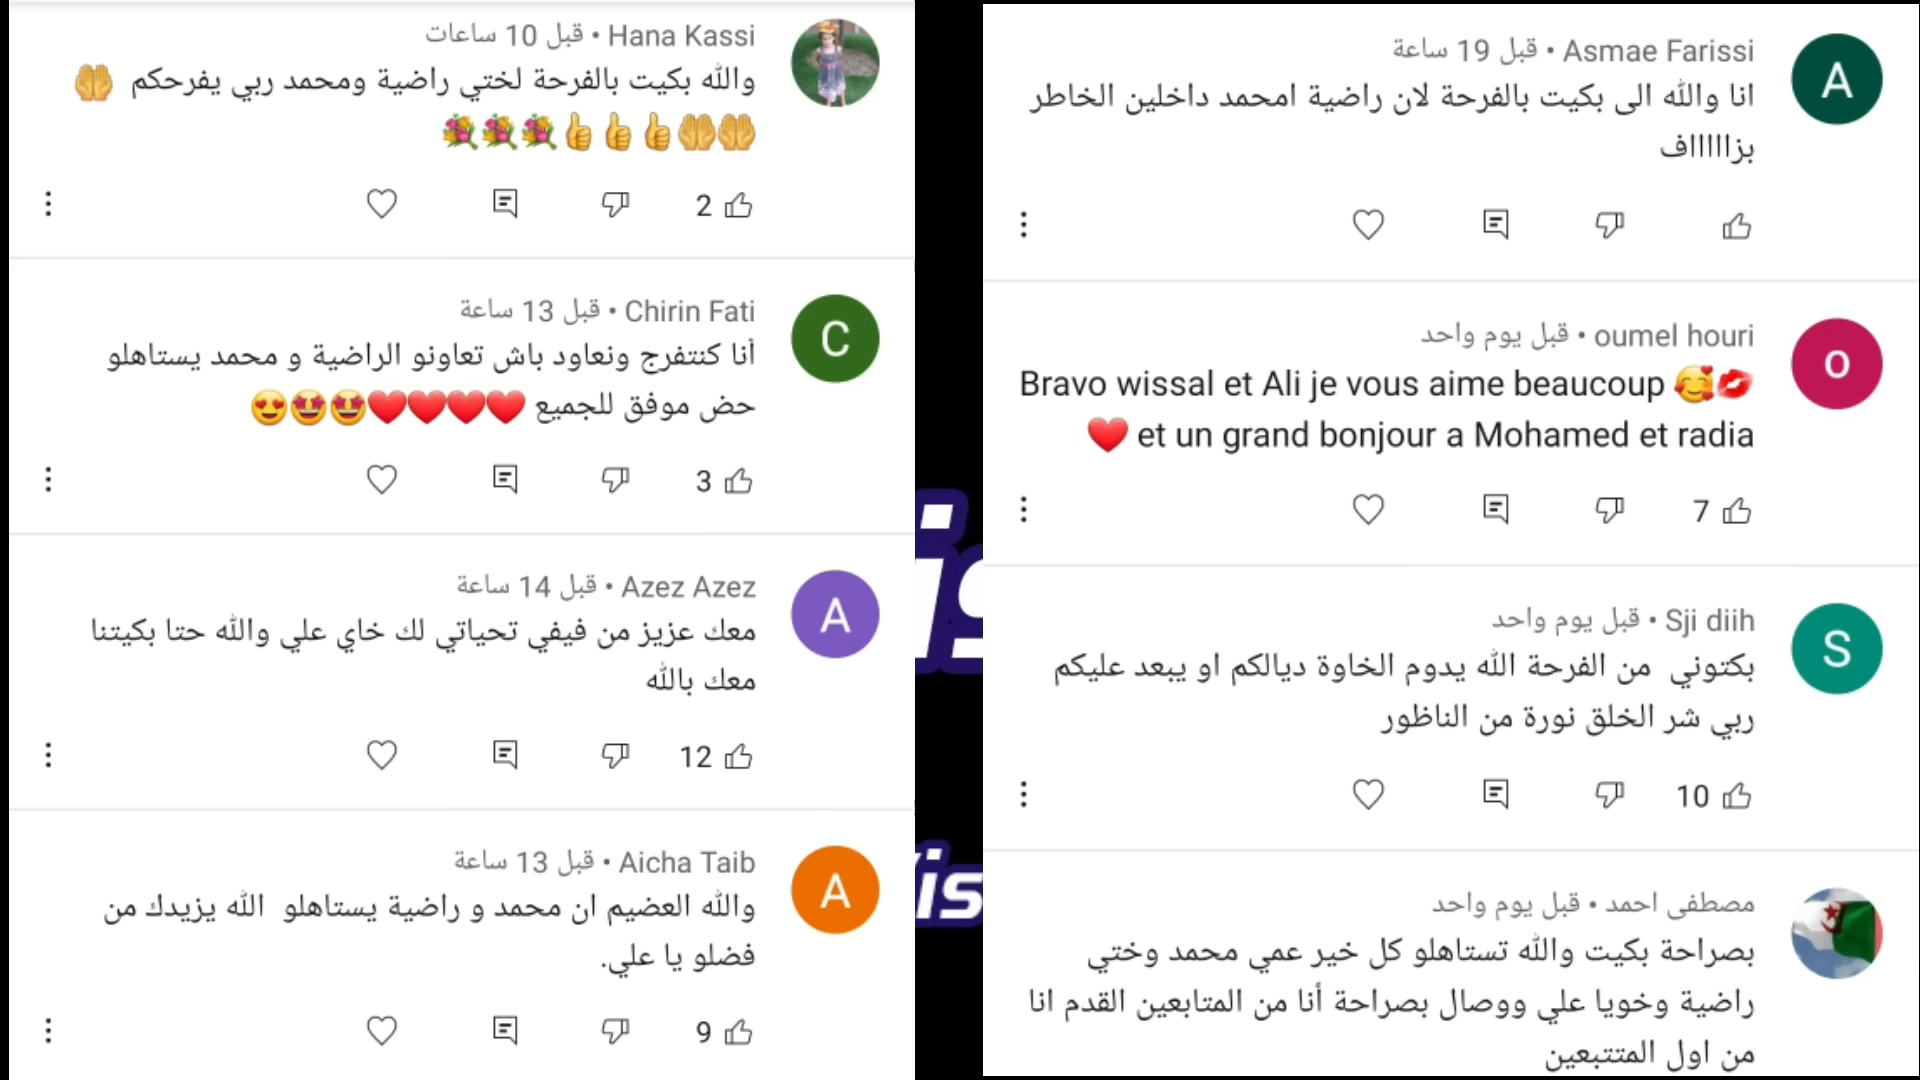 Hana Kassi • قبل 10 ساعات
والله بكيت بالفرحة لختي راضية ومحمد ربي يفرحكم 🤲
🤲🤲👍👍👍💐💐💐
2
Chirin Fati • قبل 13 ساعة
أنا كنتفرج ونعاود باش تعاونو الراضية و محمد يستاهلو
حض موفق للجميع ❤️❤️❤️❤️🤩🤩😍
3
A
C
Azez Azez • قبل 14 ساعة
معك عزيز من فيفي تحياتي لك خاي علي والله حتا بكيتنا
معك بالله
12
A
Aicha Taib • قبل 13 ساعة
والله العضيم ان محمد و راضية يستاهلو الله يزيدك من
فضلو يا علي.
9
is
is
A
Asmae Farissi • قبل 19 ساعة
انا والله الى بكيت بالفرحة لان راضية امحمد داخلين الخاطر
بزاااااف
o
oumel houri • قبل يوم واحد
Bravo wissal et Ali je vous aime beaucoup 🥰💋
❤️ et un grand bonjour a Mohamed et radia
7
S
Sji diih • قبل يوم واحد
بكتوني من الفرحة الله يدوم الخاوة ديالكم او يبعد عليكم
ربي شر الخلق نورة من الناظور
10
مصطفى احمد • قبل يوم واحد
بصراحة بكيت والله تستاهلو كل خير عمي محمد وختي
راضية وخويا علي ووصال بصراحة أنا من المتابعين القدم انا
من اول المتتبعين